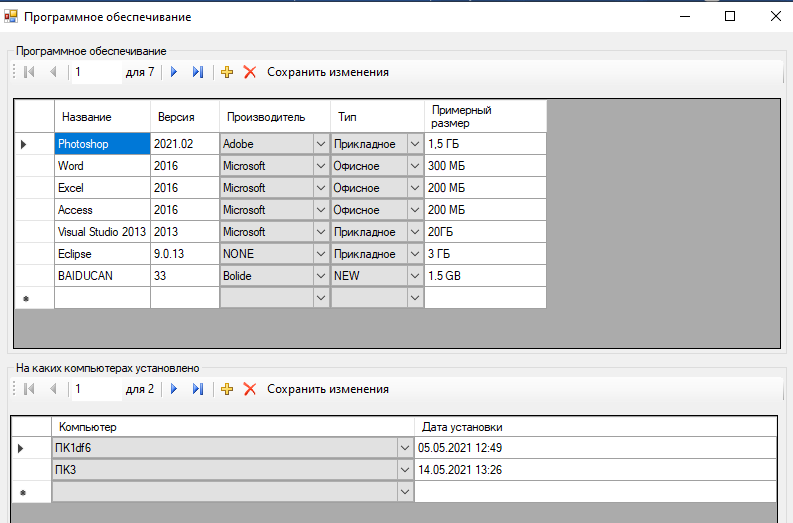 Программное обеспечивание
Программное обеспечивание
1 для 7 Сохранить изменения
Название Версия Производитель Тип Примерный
размер
Photoshop 2021.02 Adobe Прикладное 1,5 ГБ
Word 2016 Microsoft Офисное 300 МБ
Excel 2016 Microsoft Офисное 200 МБ
Access 2016 Microsoft Офисное 200 МБ
Visual Studio 2013 2013 Microsoft Прикладное 20ГБ
Eclipse 9.0.13 NONE Прикладное 3 ГБ
BAIDUCAN 33 Bolide NEW 1.5 GB
На каких компьютерах установлено
1 для 2 Сохранить изменения
Компьютер Дата установки
ПК1df6 05.05.2021 12:49
ПК3 14.05.2021 13:26